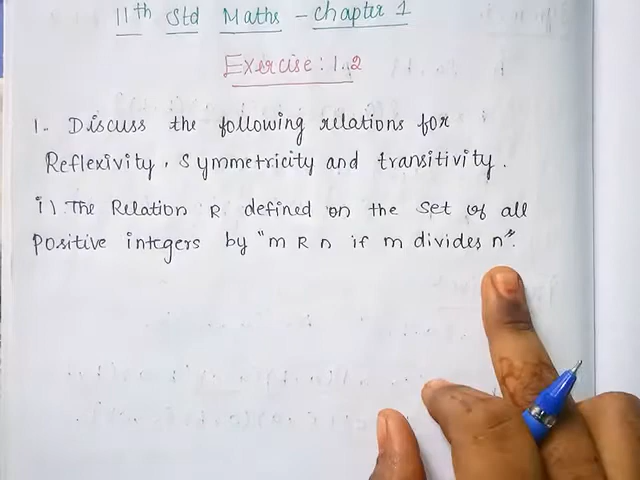 11th Std Maths - Chapter 1
Exercise: 1.2
1. Discuss the following relations for
Reflexivity, Symmetricity and transitivity.
i) The Relation R defined on the set of all
Positive integers by "m R n if m divides n".